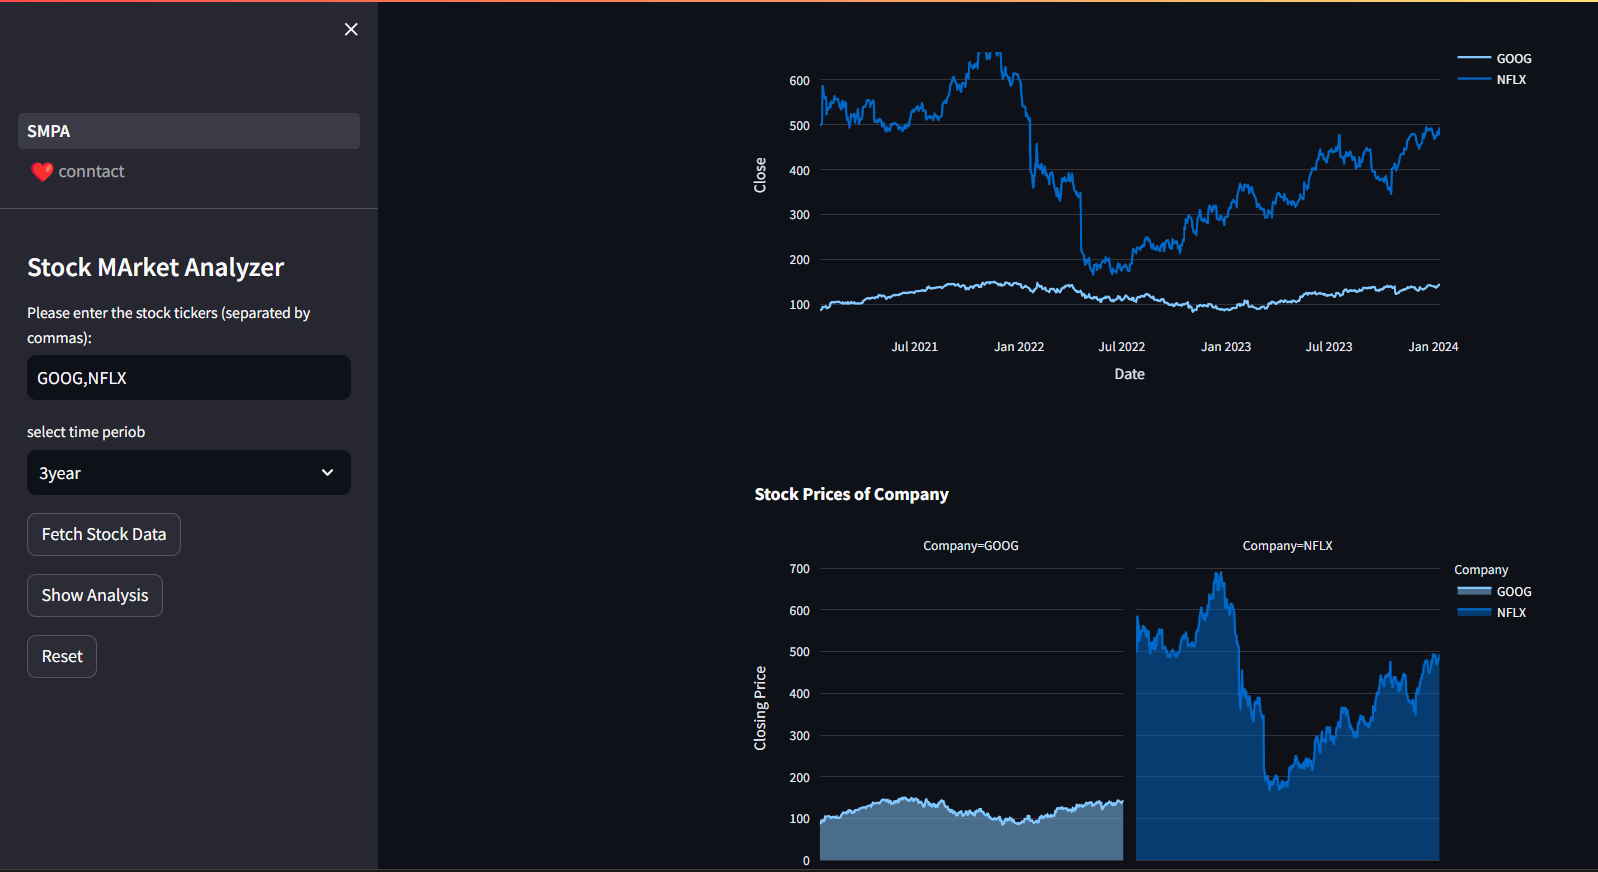 SMPA
❤️ conntact
Stock MArket Analyzer
Please enter the stock tickers (separated by
commas):
GOOG,NFLX
select time periob
3year
Fetch Stock Data
Show Analysis
Reset
GOOG
NFLX
600
500
400
300
200
100
Close
Jul 2021 Jan 2022 Jul 2022 Jan 2023 Jul 2023 Jan 2024
Date
Stock Prices of Company
Company=GOOG Company=NFLX
Company
GOOG
NFLX
700
600
500
400
300
200
100
0
Closing Price